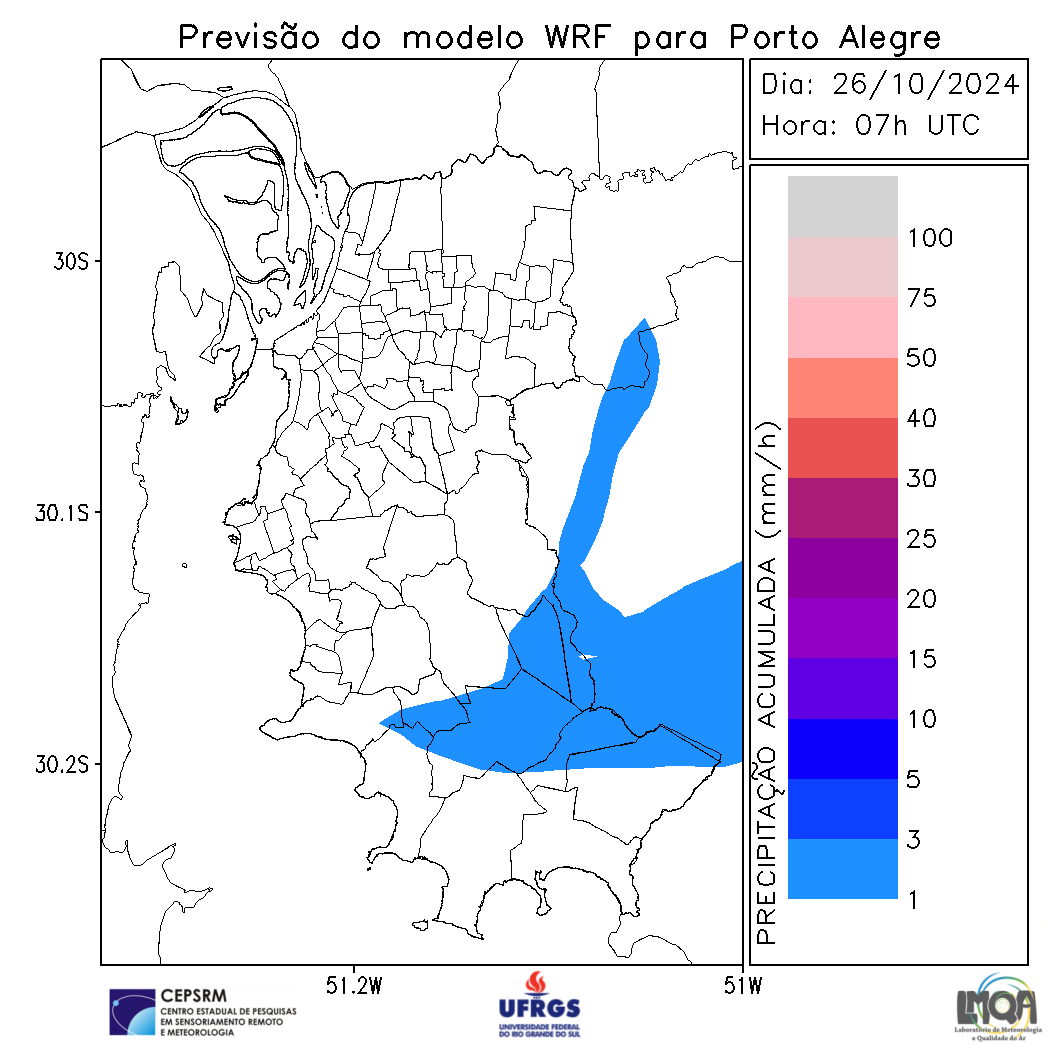 Previsão do modelo WRF para Porto Alegre
Dia: 26/10/2024
Hora: 07h UTC
30S
30.1S
30.2S
51.2W
51W
PRECIPITAÇÃO ACUMULADA (mm/h)
100
75
50
40
30
25
20
15
10
5
3
1
CEPSRM
CENTRO ESTADUAL DE PESQUISAS
EM SENSORIAMENTO REMOTO
E METEOROLOGIA
UFRGS
UNIVERSIDADE FEDERAL
DO RIO GRANDE DO SUL
LMQA
Laboratório de Meteorologia
e Qualidade do Ar